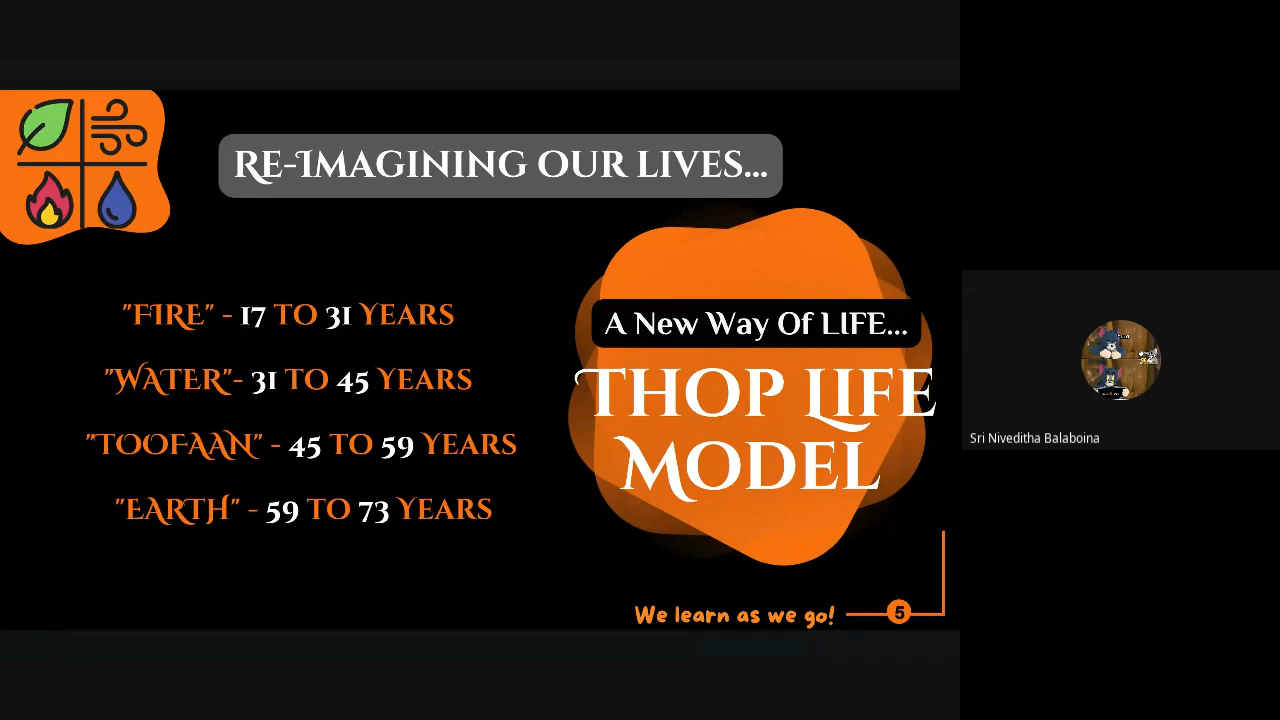 RE-IMAGINING OUR LIVES...
"FIRE" - 17 TO 31 YEARS
"WATER"- 31 TO 45 YEARS
"TOOFAAN" - 45 TO 59 YEARS
"EARTH" - 59 TO 73 YEARS
A New Way Of LIFE...
THOP LIFE
MODEL
We learn as we go!
5
Sri Niveditha Balaboina